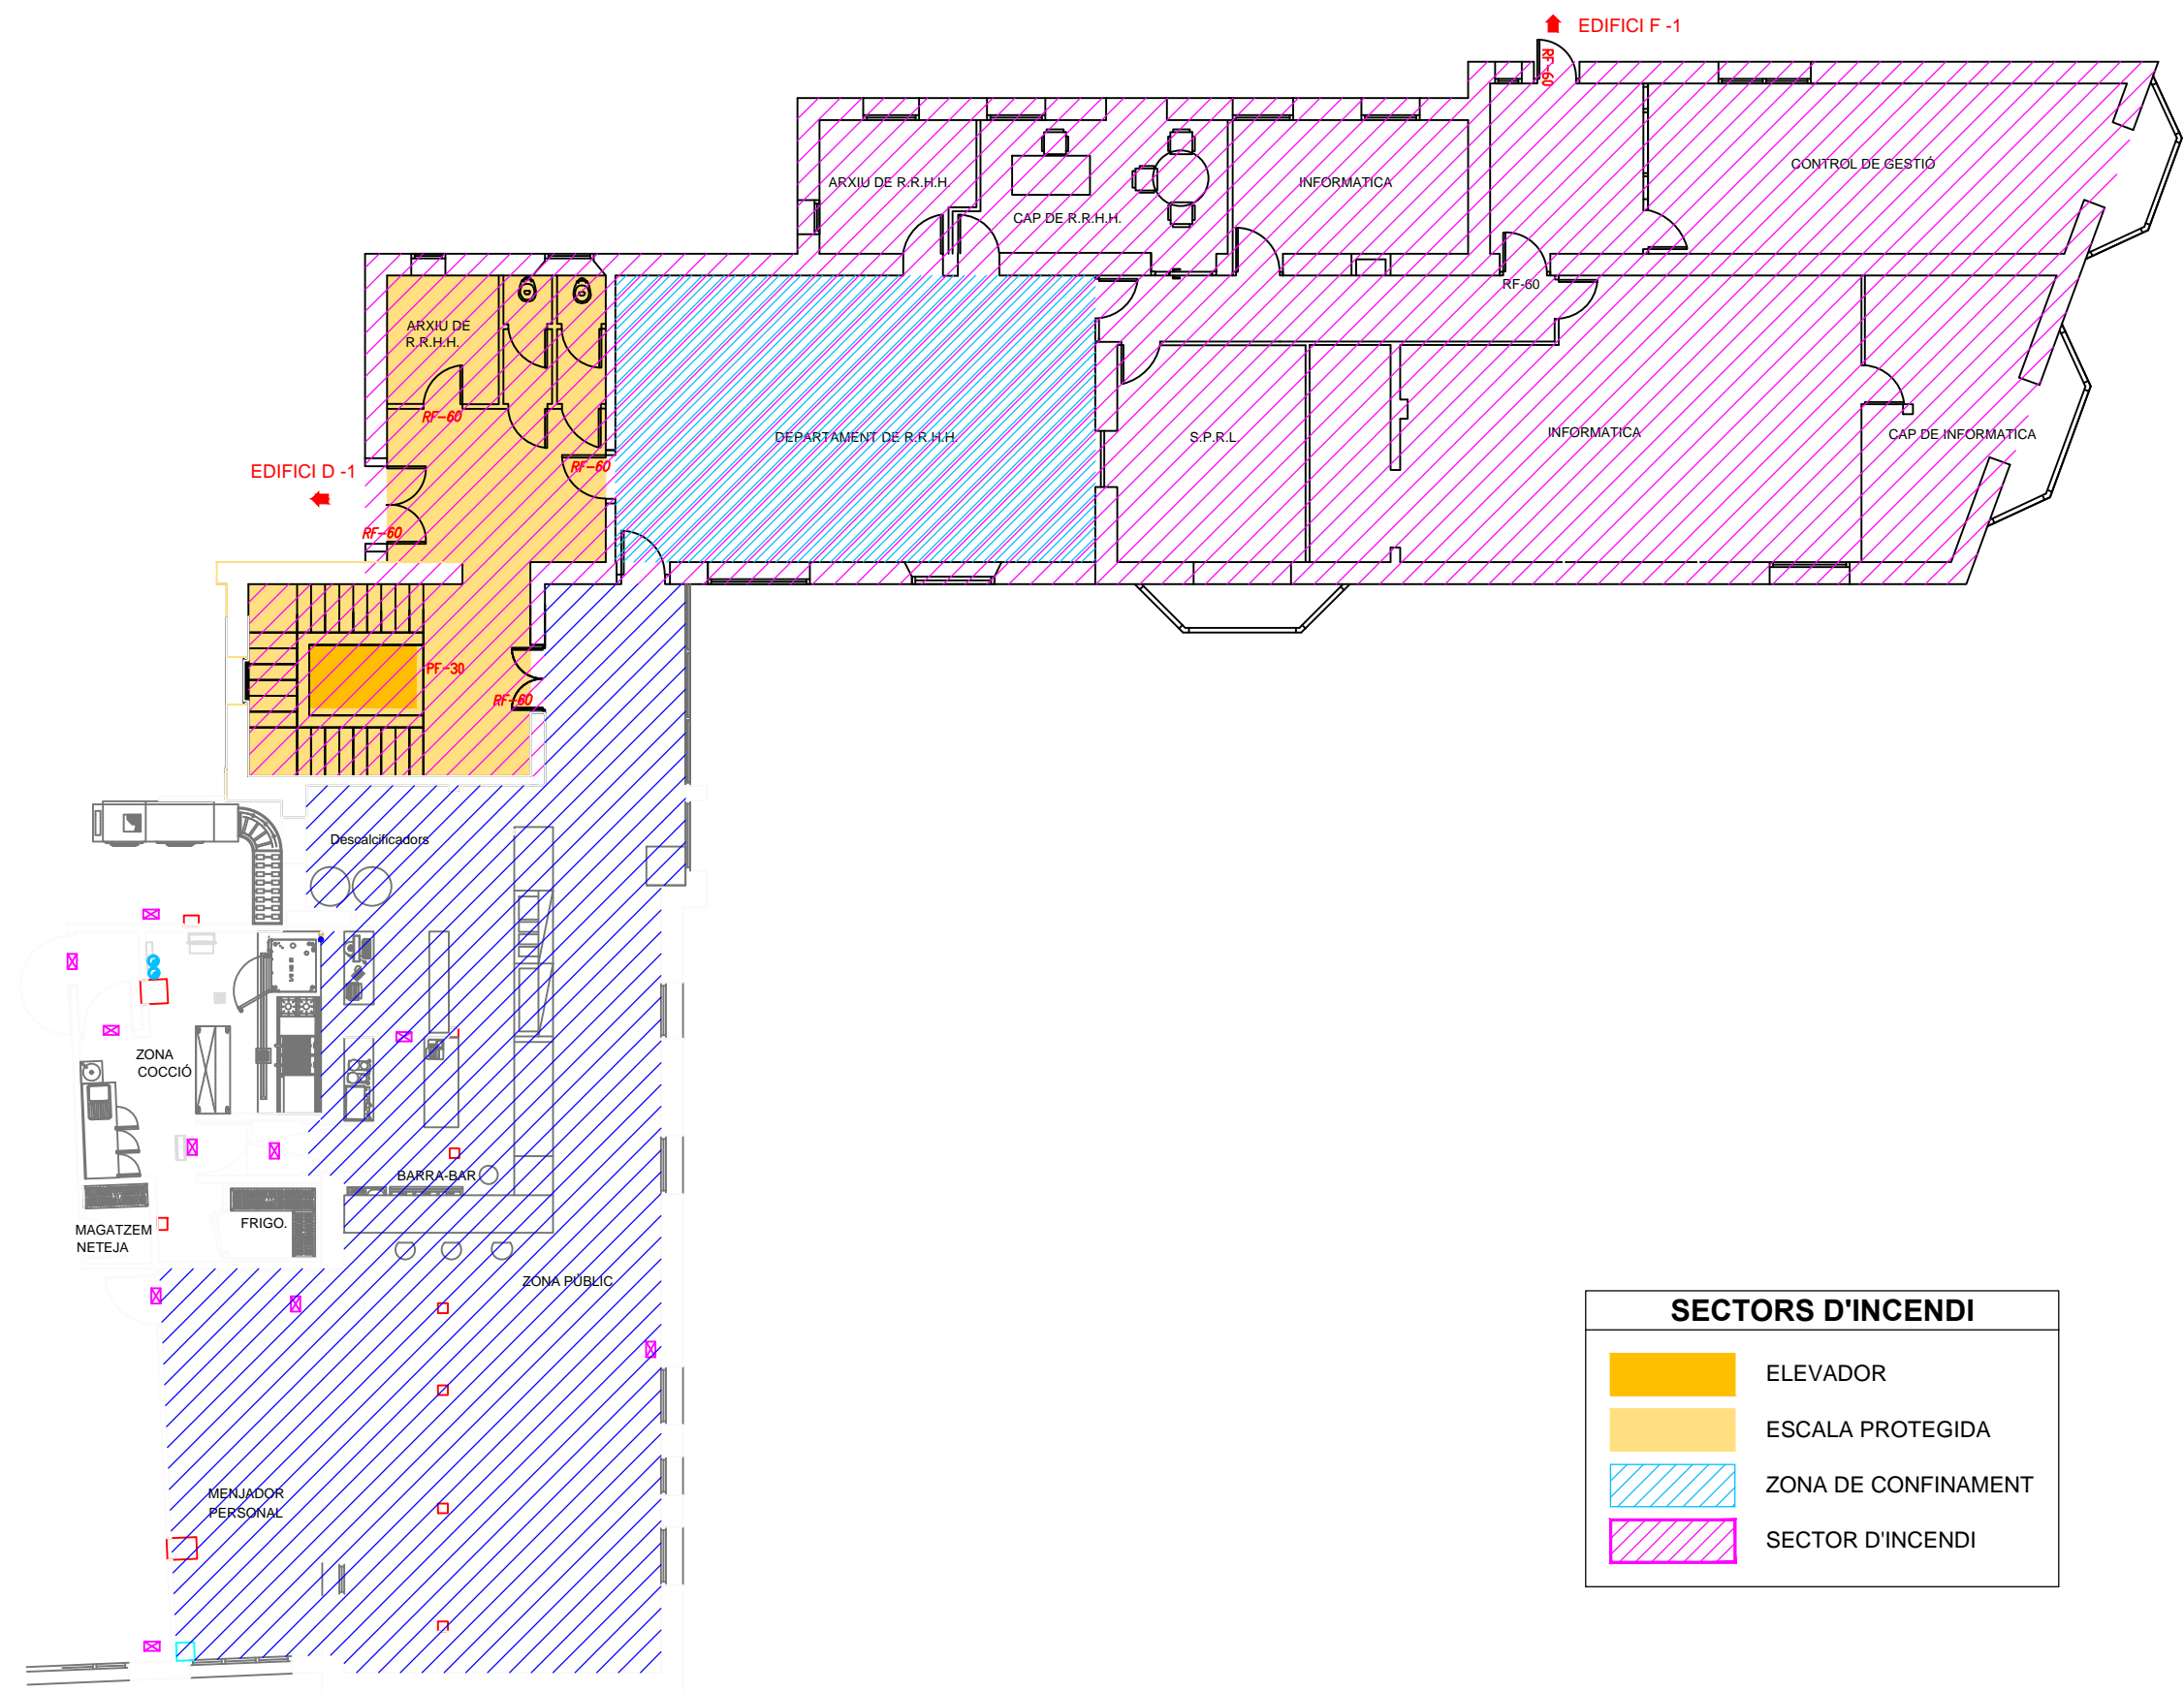 EDIFICI F -1
RF-60
CONTROL DE GESTIÓ
ARXIU DE R.R.H.H.
INFORMATICA
CAP DE R.R.H.H.
RF-60
ARXIU DE
R.R.H.H.
RF-60
DEPARTAMENT DE R.R.H.H.
S.P.R.L.
INFORMATICA
CAP DE INFORMATICA
EDIFICI D -1
RF-60
RF-60
PF-30
RF-60
Descalcificadors
ZONA
COCCIÓ
BARRA-BAR
MAGATZEM
NETEJA
FRIGO.
ZONA PÚBLIC
MENJADOR
PERSONAL
SECTORS D'INCENDI
ELEVADOR
ESCALA PROTEGIDA
ZONA DE CONFINAMENT
SECTOR D'INCENDI